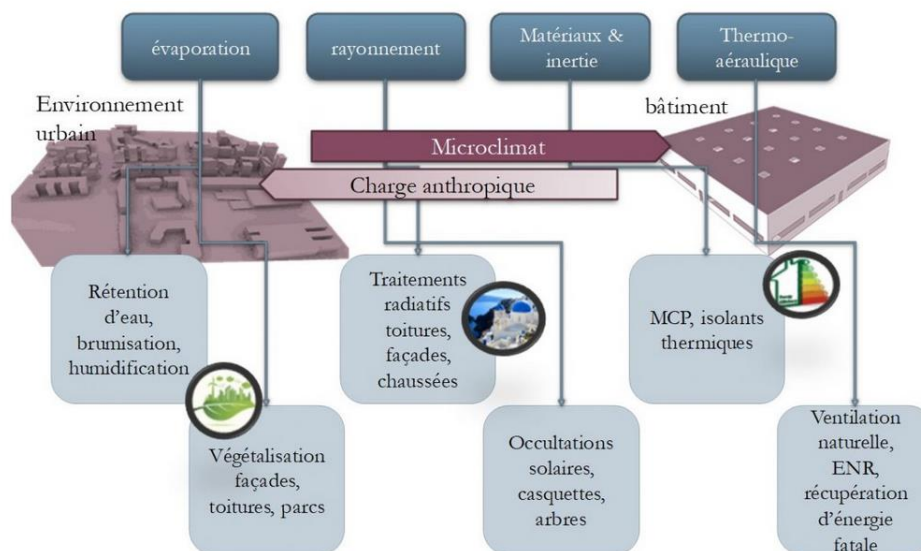 évaporation
rayonnement
Matériaux &
inertie
Thermo-
aéraulique
Environnement
urbain
bâtiment
Microclimat
Charge anthropique
Rétention
d'eau,
brumisation,
humidification
Traitements
radiatifs
toitures,
façades,
chaussées
MCP, isolants
thermiques
Végétalisation
façades,
toitures, parcs
Occultations
solaires,
casquettes,
arbres
Ventilation
naturelle,
ENR,
récupération
d'énergie
fatale